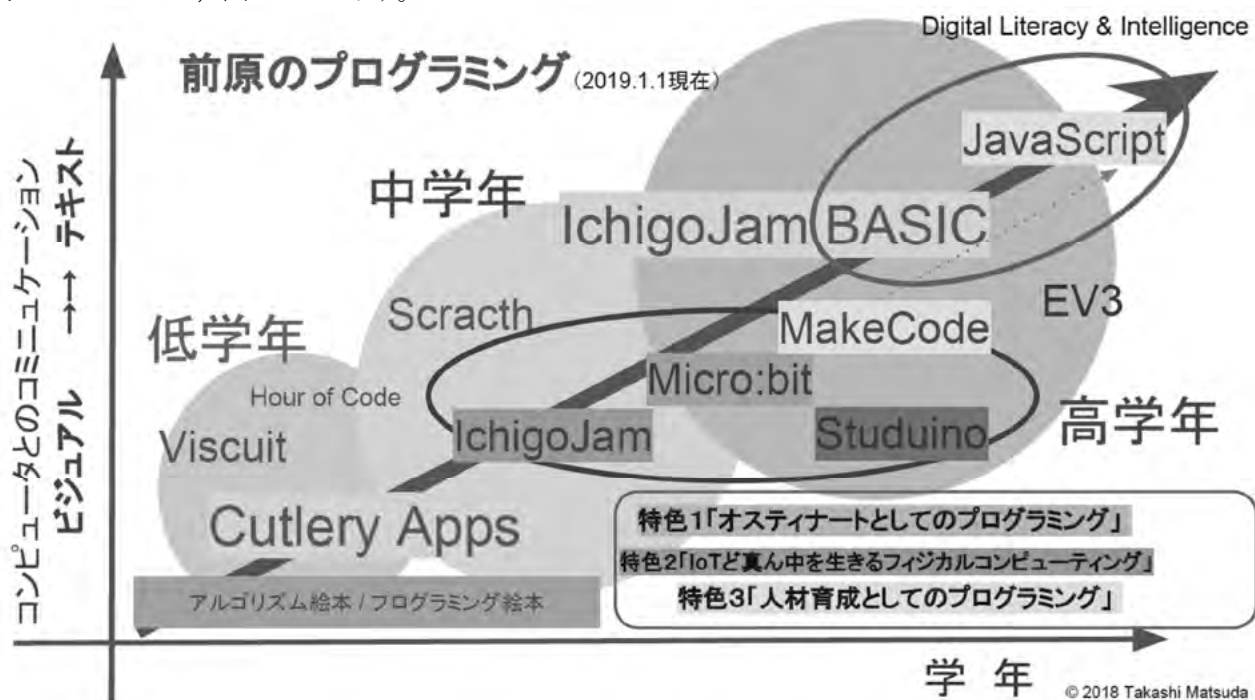 Digital Literacy & Intelligence
前原のプログラミング(2019.1.1現在)
JavaScript
中学年
IchigoJam BASIC
Scracth
EV3
MakeCode
低学年
Micro:bit
Hour of Code
高学年
Viscuit
IchigoJam
Studuino
Cutlery Apps
アルゴリズム絵本 / プログラミング絵本
特色1「オスティナートとしてのプログラミング」
特色2「IoTど真ん中を生きるフィジカルコンピューティング」
特色3「人材育成としてのプログラミング」
コンピュータとのコミニュケーション
ビジュアル →→ テキスト
学 年
© 2018 Takashi Matsuda